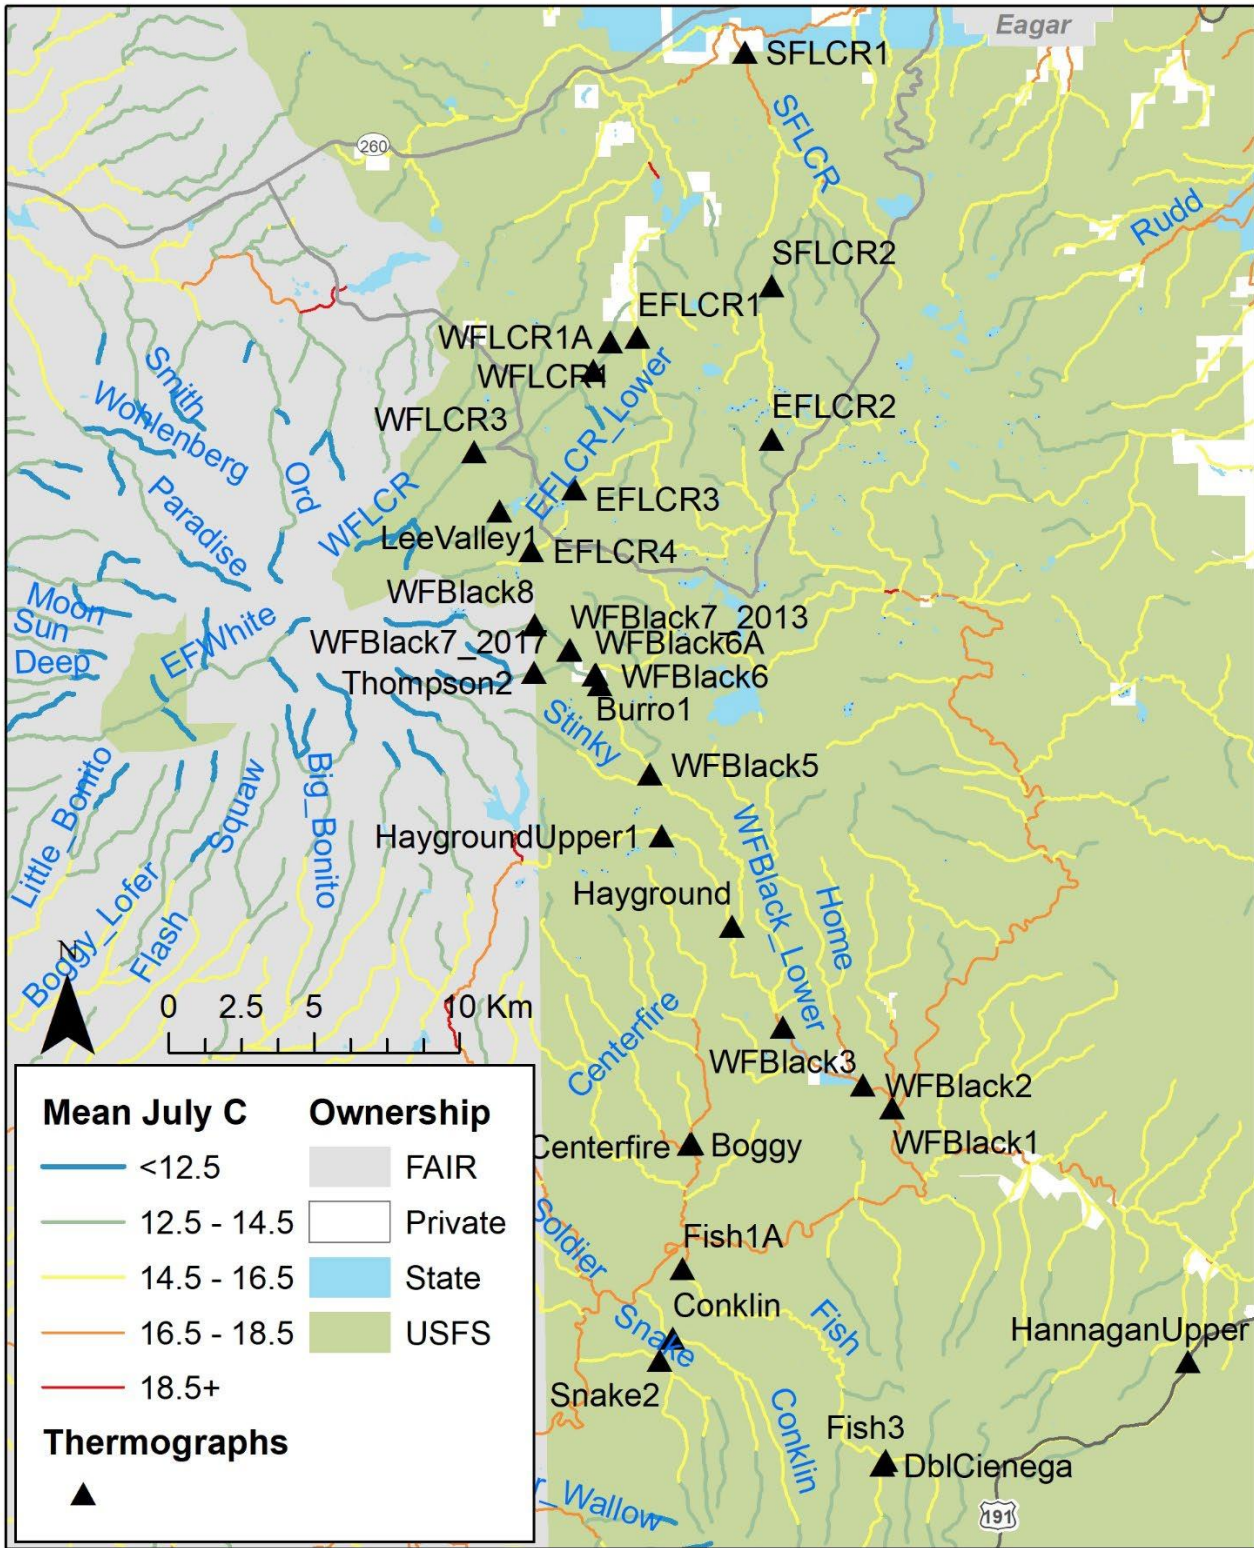 Eagar
SFLCR1
260
SFLCR
Rudd
SFLCR2
EFLCR1
WFLCR1A
WFLCR1
Smith
Wohlenberg
EFLCR_Lower
EFLCR2
WFLCR3
Ord
WFLCR
Paradise
EFLCR3
LeeValley1
EFLCR4
WFBlack8
Moon
Sun
Deep
EFWhite
WFBlack7_2013
WFBlack7_2017
WFBlack6A
WFBlack6
Thompson2
Burro1
Stinky
WFBlack5
Little_Bonito
Squaw
Big_Bonito
HaygroundUpper1
WFBlack_Lower
Hayground
Home
Boggy_Lofer
Flash
N
0 2.5 5 10 Km
Centerfire
WFBlack3
WFBlack2
WFBlack1
Centerfire
Boggy
Soldier
Fish1A
Conklin
Snake
Fish
HannaganUpper
Snake2
Conklin
Fish3
DblCienega
r_Wallow
191
Mean July C
<12.5
12.5 - 14.5
14.5 - 16.5
16.5 - 18.5
18.5+
Thermographs
Ownership
FAIR
Private
State
USFS